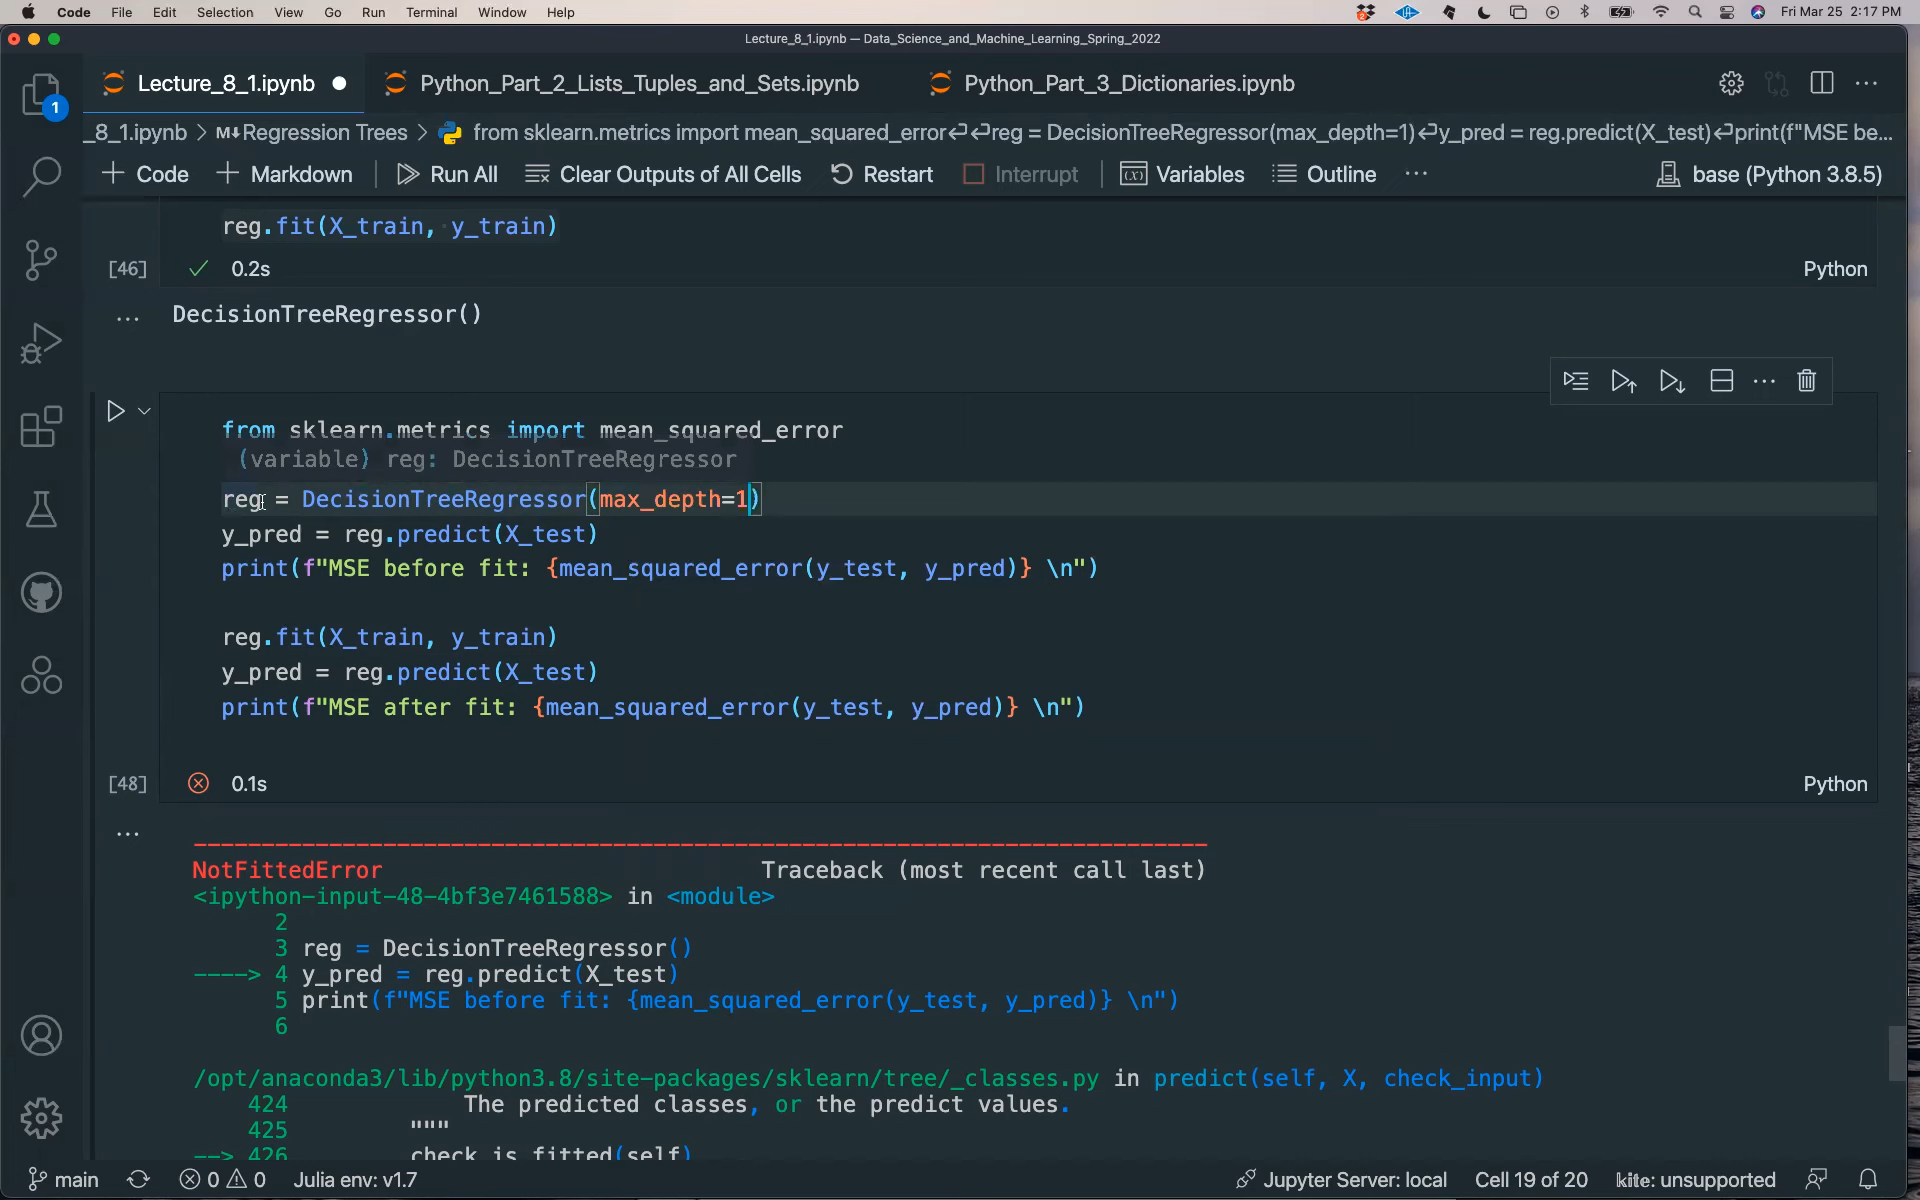 Code File Edit Selection View Go Run Terminal Window Help Fri Mar 25 2:17 PM
Lecture_8_1.ipynb — Data_Science_and_Machine_Learning_Spring_2022
Lecture_8_1.ipynb Python_Part_2_Lists_Tuples_and_Sets.ipynb Python_Part_3_Dictionaries.ipynb ...
1
_8_1.ipynb > M↓Regression Trees > from sklearn.metrics import mean_squared_error↵↵reg = DecisionTreeRegressor(max_depth=1)↵y_pred = reg.predict(X_test)↵print(f"MSE be...
+ Code + Markdown Run All Clear Outputs of All Cells Restart Interrupt (x) Variables Outline ... base (Python 3.8.5)
reg.fit(X_train, y_train)
[46] 0.2s Python
... DecisionTreeRegressor()
from sklearn.metrics import mean_squared_error
(variable) reg: DecisionTreeRegressor
reg = DecisionTreeRegressor(max_depth=1)
y_pred = reg.predict(X_test)
print(f"MSE before fit: {mean_squared_error(y_test, y_pred)} \n")
reg.fit(X_train, y_train)
y_pred = reg.predict(X_test)
print(f"MSE after fit: {mean_squared_error(y_test, y_pred)} \n")
[48] 0.1s Python
...
---------------------------------------------------------------------------
NotFittedError Traceback (most recent call last)
<ipython-input-48-4bf3e7461588> in <module>
2
3 reg = DecisionTreeRegressor()
----> 4 y_pred = reg.predict(X_test)
5 print(f"MSE before fit: {mean_squared_error(y_test, y_pred)} \n")
6
/opt/anaconda3/lib/python3.8/site-packages/sklearn/tree/_classes.py in predict(self, X, check_input)
424 The predicted classes, or the predict values.
425 """
--> 426 check_is_fitted(self)
main 0 0 Julia env: v1.7 Jupyter Server: local Cell 19 of 20 kite: unsupported